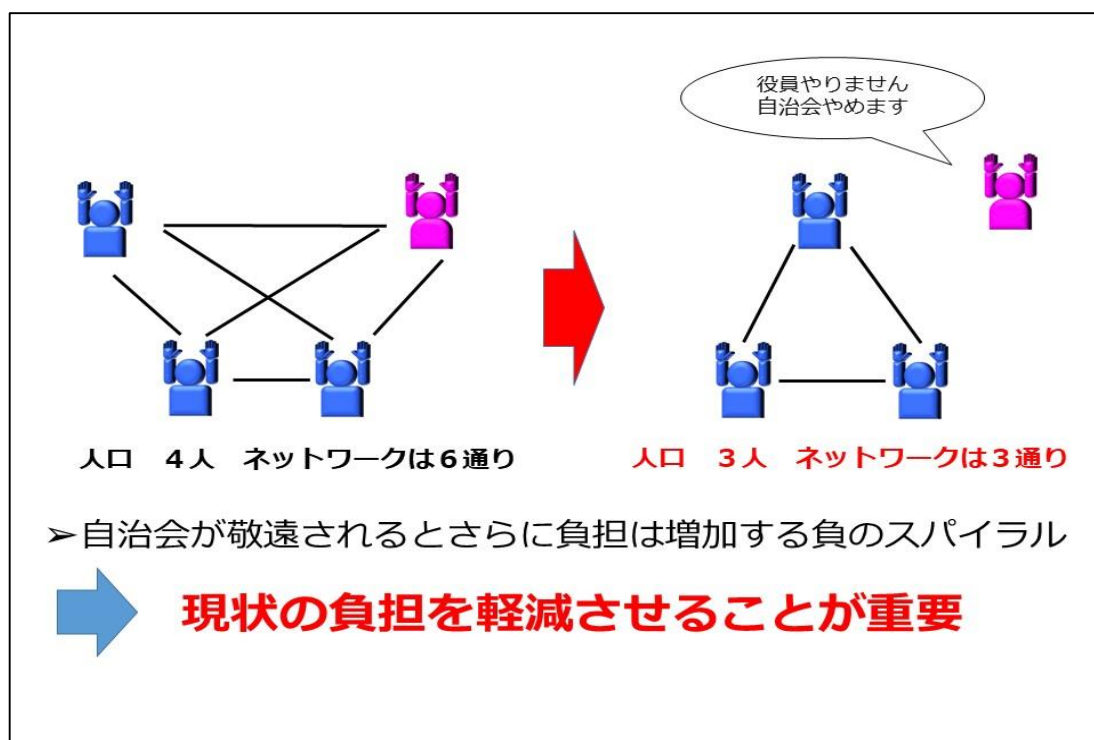 役員やりません
自治会やめます
人口　４人　ネットワークは６通り
人口　３人　ネットワークは３通り
➢自治会が敬遠されるとさらに負担は増加する負のスパイラル
現状の負担を軽減させることが重要